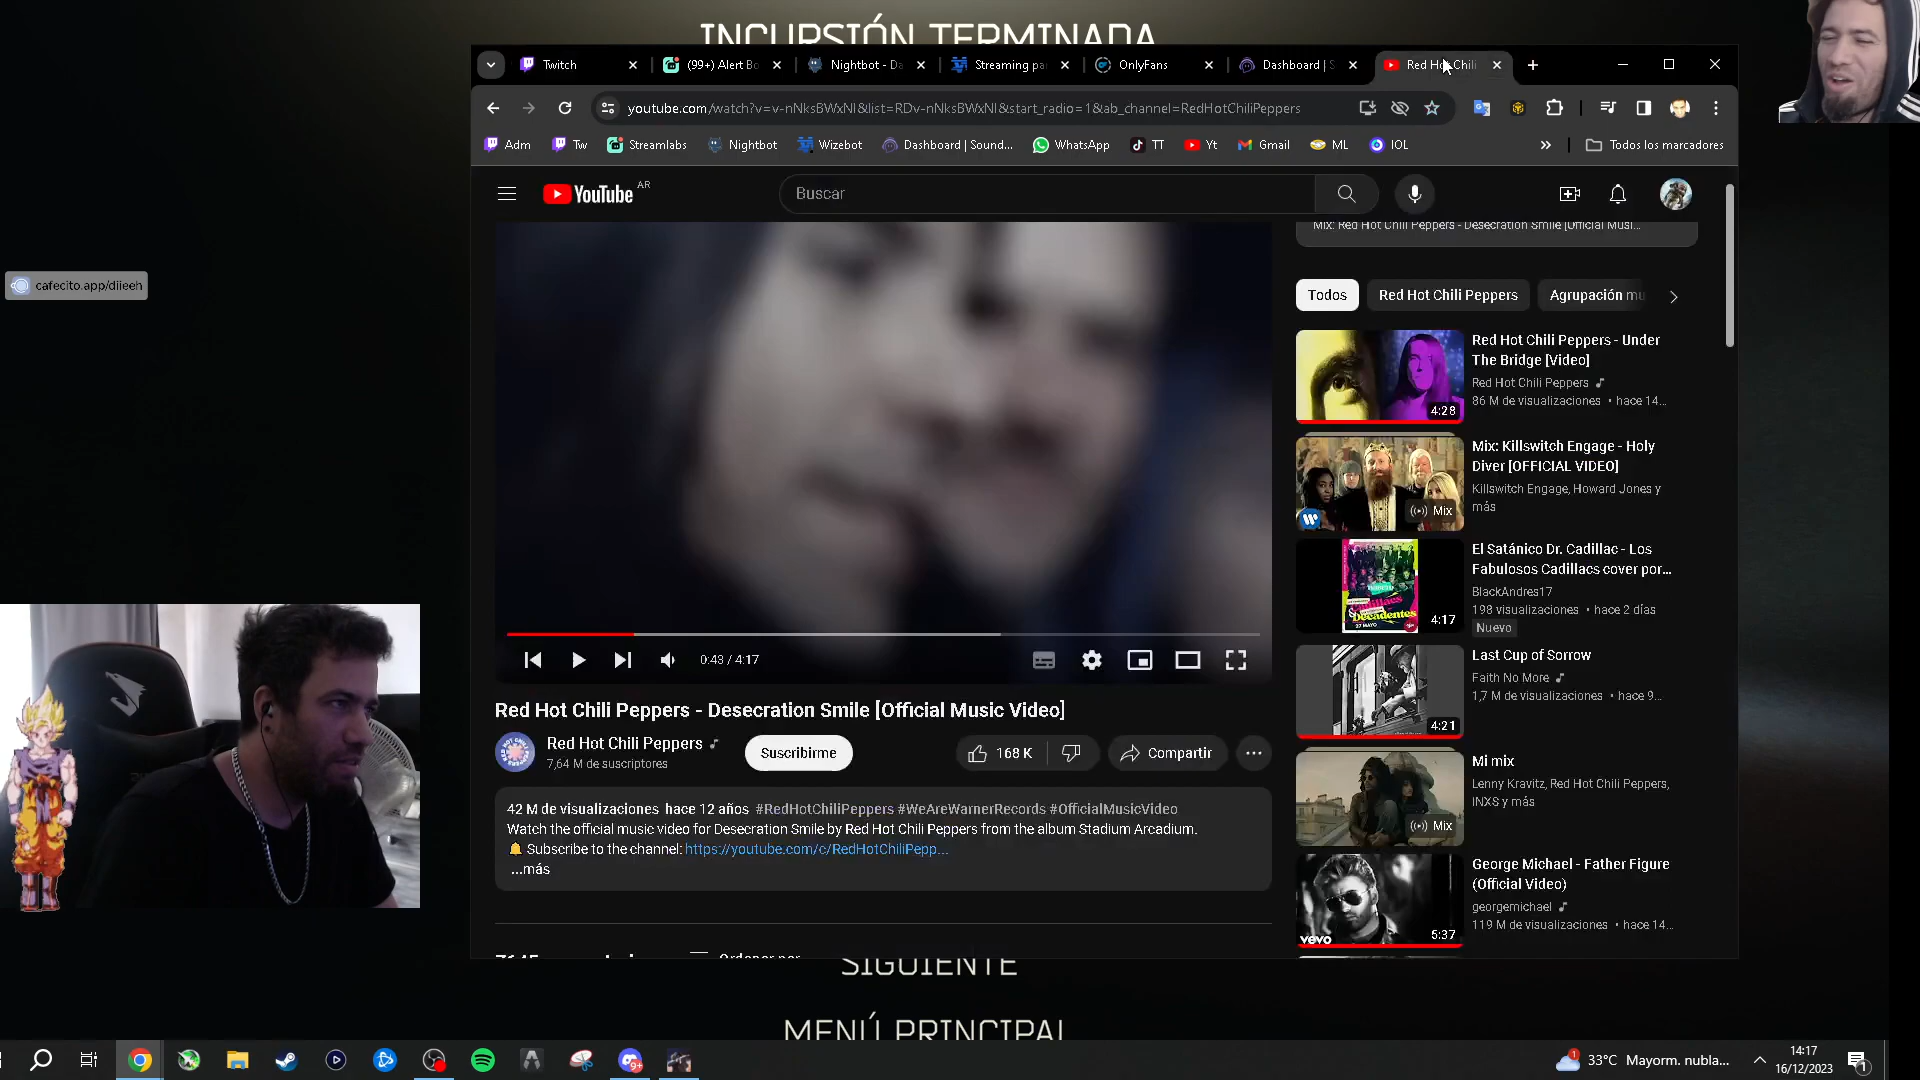 INCURSIÓN TERMINADA
Twitch
(99+) Alert Bo
Nightbot - Da
Streaming pa
OnlyFans
Dashboard | S
Red Hot Chili
youtube.com/watch?v=v-nNksBWxNI&list=RDv-nNksBWxNI&start_radio=1&ab_channel=RedHotChiliPeppers
Adm
Tw
Streamlabs
Nightbot
Wizebot
Dashboard | Sound...
WhatsApp
TT
Yt
Gmail
ML
IOL
Todos los marcadores
YouTube AR
Buscar
Mix: Red Hot Chili Peppers - Desecration Smile [Official Musi...
cafecito.app/diieeh
Todos
Red Hot Chili Peppers
Agrupación mu
Red Hot Chili Peppers - Under
The Bridge [Video]
Red Hot Chili Peppers
86 M de visualizaciones • hace 14...
4:28
Mix: Killswitch Engage - Holy
Diver [OFFICIAL VIDEO]
Killswitch Engage, Howard Jones y
más
Mix
El Satánico Dr. Cadillac - Los
Fabulosos Cadillacs cover por...
BlackAndres17
198 visualizaciones • hace 2 días
Nuevo
4:17
Last Cup of Sorrow
Faith No More
1,7 M de visualizaciones • hace 9...
4:21
Mi mix
Lenny Kravitz, Red Hot Chili Peppers,
INXS y más
Mix
George Michael - Father Figure
(Official Video)
georgemichael
119 M de visualizaciones • hace 14...
vevo
5:37
0:43 / 4:17
Red Hot Chili Peppers - Desecration Smile [Official Music Video]
Red Hot Chili Peppers
7,64 M de suscriptores
Suscribirme
168 K
Compartir
42 M de visualizaciones hace 12 años #RedHotChiliPeppers #WeAreWarnerRecords #OfficialMusicVideo
Watch the official music video for Desecration Smile by Red Hot Chili Peppers from the album Stadium Arcadium.
Subscribe to the channel: https://youtube.com/c/RedHotChiliPepp...
...más
Ordenar por
SIGUIENTE
MENÚ PRINCIPAL
33°C Mayorm. nubla...
14:17
16/12/2023